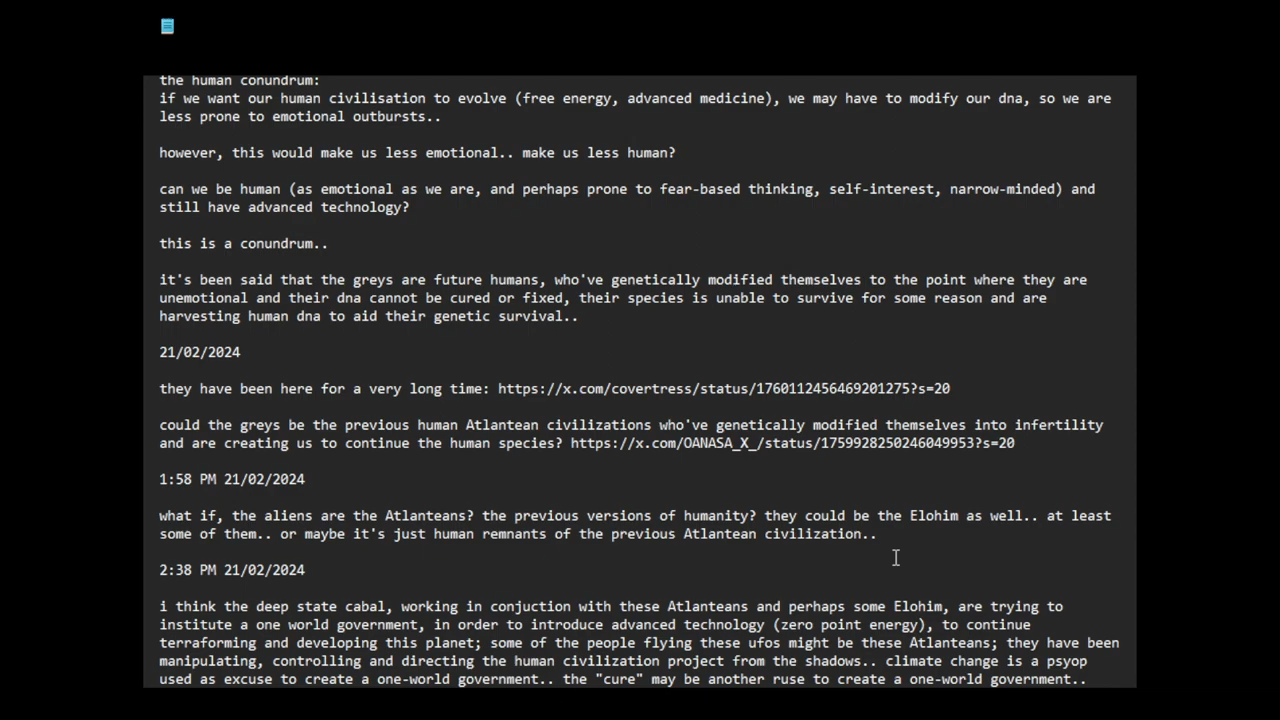 the human conundrum:
if we want our human civilisation to evolve (free energy, advanced medicine), we may have to modify our dna, so we are
less prone to emotional outbursts..
however, this would make us less emotional.. make us less human?
can we be human (as emotional as we are, and perhaps prone to fear-based thinking, self-interest, narrow-minded) and
still have advanced technology?
this is a conundrum..
it's been said that the greys are future humans, who've genetically modified themselves to the point where they are
unemotional and their dna cannot be cured or fixed, their species is unable to survive for some reason and are
harvesting human dna to aid their genetic survival..
21/02/2024
they have been here for a very long time: https://x.com/covertress/status/1760112456469201275?s=20
could the greys be the previous human Atlantean civilizations who've genetically modified themselves into infertility
and are creating us to continue the human species? https://x.com/OANASA_X_/status/1759928250246049953?s=20
1:58 PM 21/02/2024
what if, the aliens are the Atlanteans? the previous versions of humanity? they could be the Elohim as well.. at least
some of them.. or maybe it's just human remnants of the previous Atlantean civilization..
2:38 PM 21/02/2024
i think the deep state cabal, working in conjuction with these Atlanteans and perhaps some Elohim, are trying to
institute a one world government, in order to introduce advanced technology (zero point energy), to continue
terraforming and developing this planet; some of the people flying these ufos might be these Atlanteans; they have been
manipulating, controlling and directing the human civilization project from the shadows.. climate change is a psyop
used as excuse to create a one-world government.. the "cure" may be another ruse to create a one-world government..